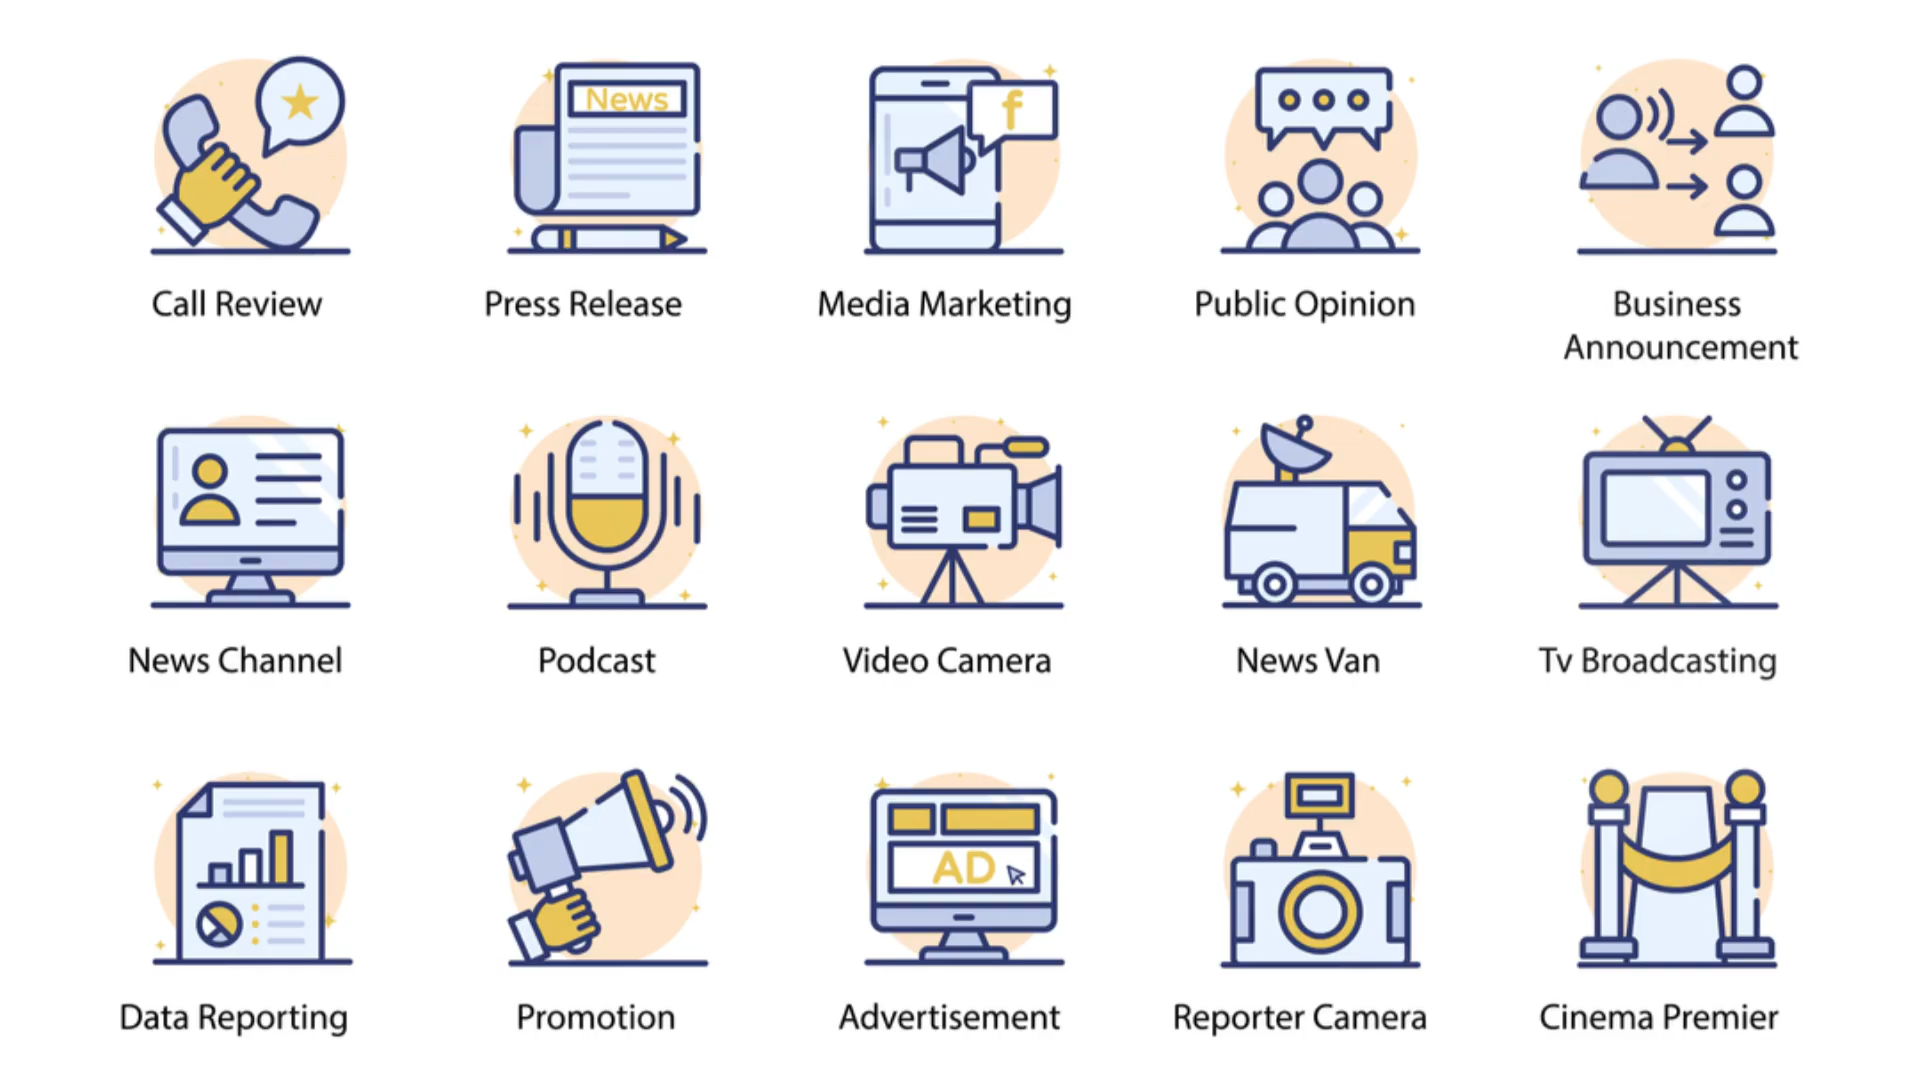 News
f
Call Review
Press Release
Media Marketing
Public Opinion
Business
Announcement
News Channel
Podcast
Video Camera
News Van
Tv Broadcasting
AD
Data Reporting
Promotion
Advertisement
Reporter Camera
Cinema Premier